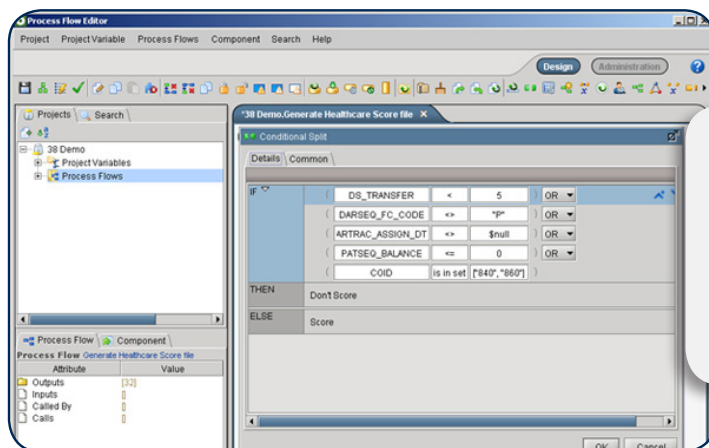 Process Flow Editor
Project Project Variable Process Flows Component Search Help
Design Administration ?
Projects Search
38 Demo
Project Variables
Process Flows
*38 Demo.Generate Healthcare Score file X
Conditional Split
Details Common
IF ( DS_TRANSFER < 5 ) OR
( DARSEQ_FC_CODE <> "P" ) OR
( ARTRAC_ASSIGN_DT <> $null ) OR
( PATSEQ_BALANCE <= 0 ) OR
( COID is in set ["840", "860"] )
THEN Don't Score
ELSE Score
Process Flow Component
Process Flow Generate Healthcare Score file
Attribute Value
Outputs [32]
Inputs []
Called By []
Calls []
OK Cancel